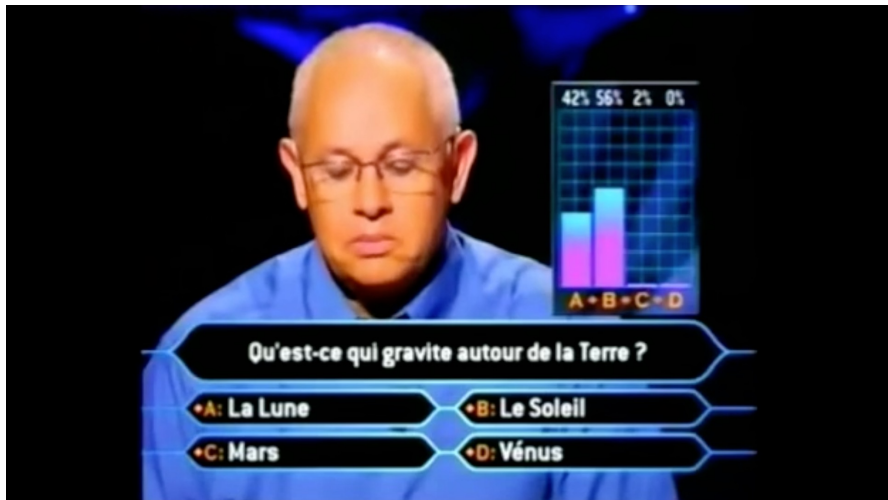 42% 56% 2% 0%
A B C D
Qu'est-ce qui gravite autour de la Terre ?
A: La Lune
B: Le Soleil
C: Mars
D: Vénus